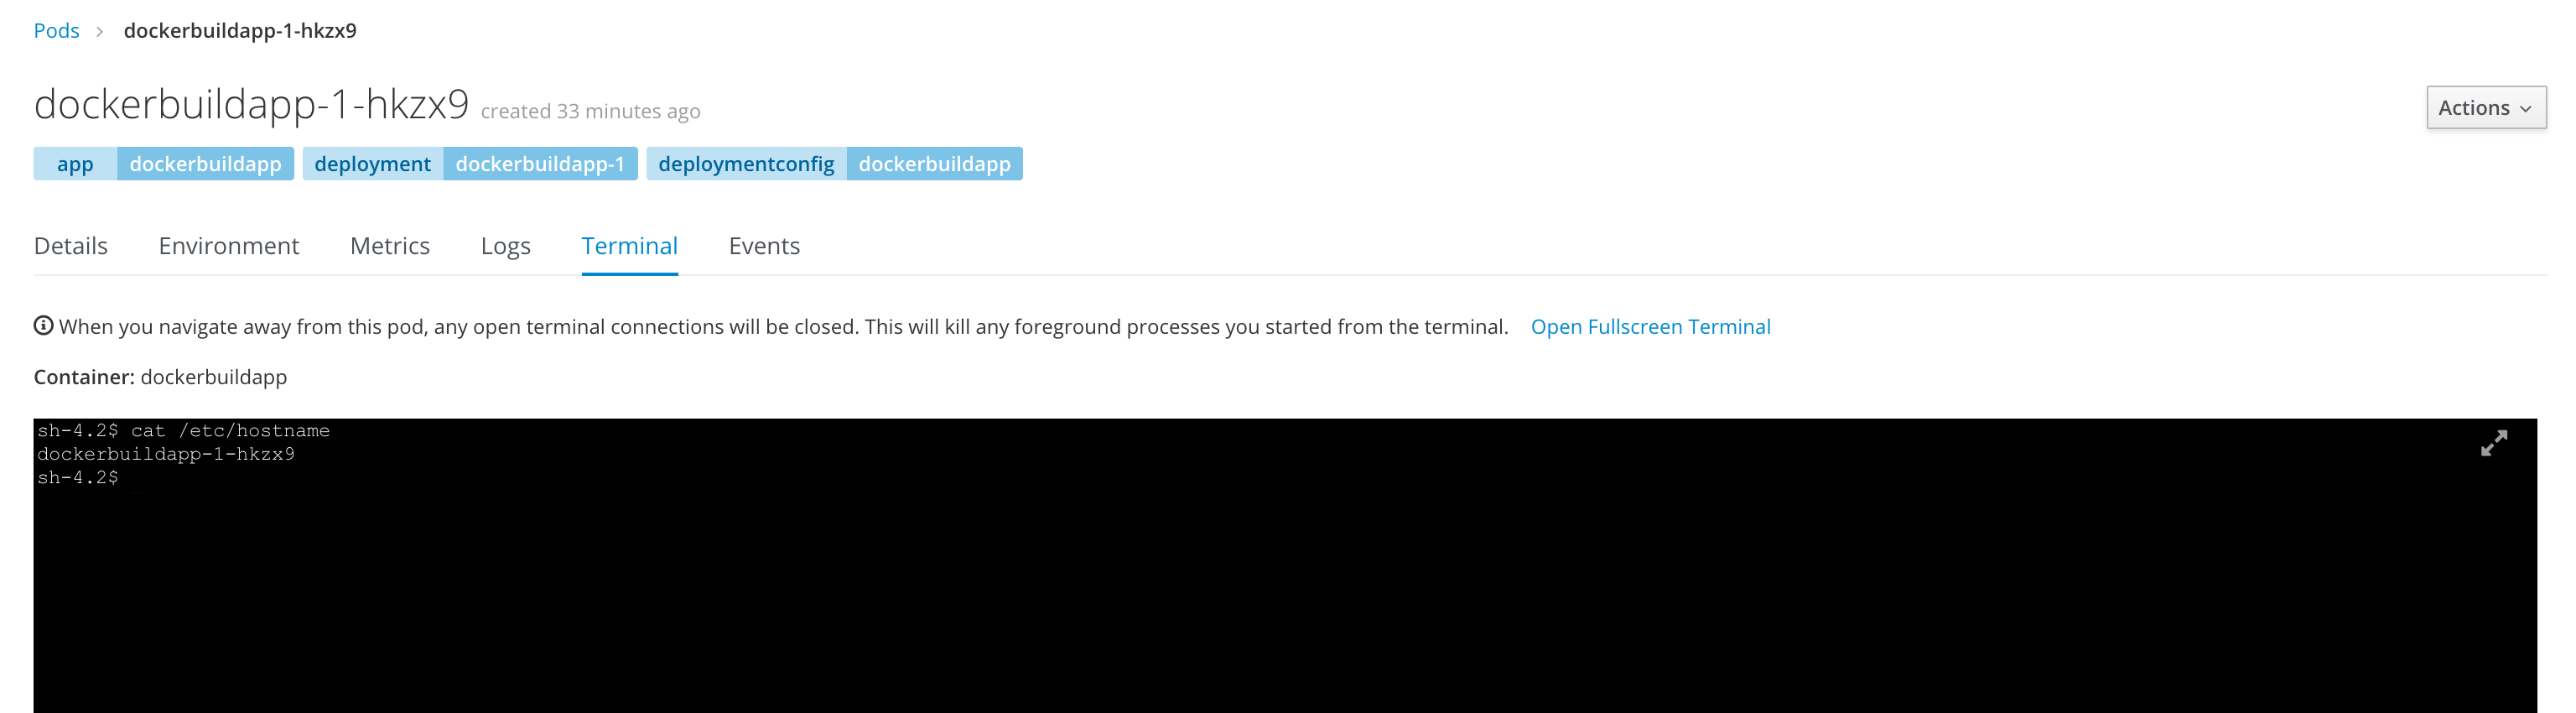 Pods > dockerbuildapp-1-hkzx9
dockerbuildapp-1-hkzx9 created 33 minutes ago
Actions
app dockerbuildapp deployment dockerbuildapp-1 deploymentconfig dockerbuildapp
Details Environment Metrics Logs Terminal Events
When you navigate away from this pod, any open terminal connections will be closed. This will kill any foreground processes you started from the terminal. Open Fullscreen Terminal
Container: dockerbuildapp
sh-4.2$ cat /etc/hostname
dockerbuildapp-1-hkzx9
sh-4.2$